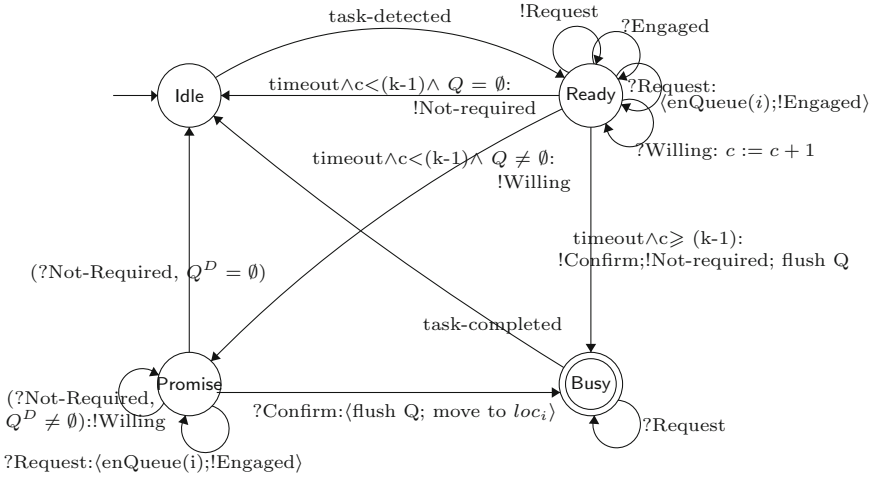 !Request
task-detected
?Engaged
timeout∧c<(k-1)∧ Q = ∅:
?Request:
Idle
Ready
⟨enQueue(i);!Engaged⟩
!Not-required
?Willing: c := c + 1
timeout∧c<(k-1)∧ Q ≠ ∅:
!Willing
timeout∧c⩾ (k-1):
!Confirm;!Not-required; flush Q
(?Not-Required, Q^D = ∅)
task-completed
Promise
Busy
(?Not-Required,
Q^D ≠ ∅):!Willing
?Confirm:⟨flush Q; move to loc_i⟩
?Request
?Request:⟨enQueue(i);!Engaged⟩